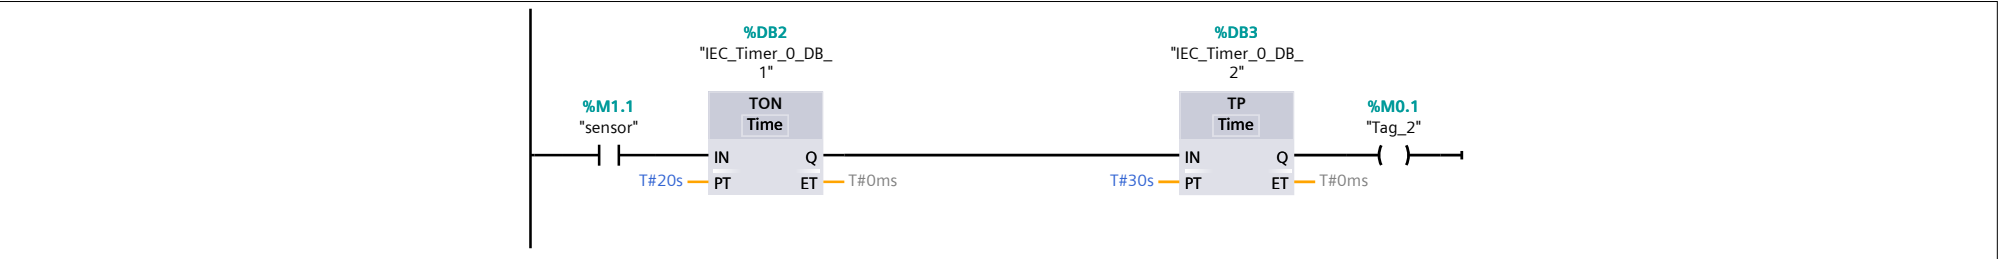 %DB2
"IEC_Timer_0_DB_
1"
%DB3
"IEC_Timer_0_DB_
2"
%M1.1
"sensor"
TON
Time
TP
Time
%M0.1
"Tag_2"
IN Q
IN Q
T#20s PT ET T#0ms
T#30s PT ET T#0ms